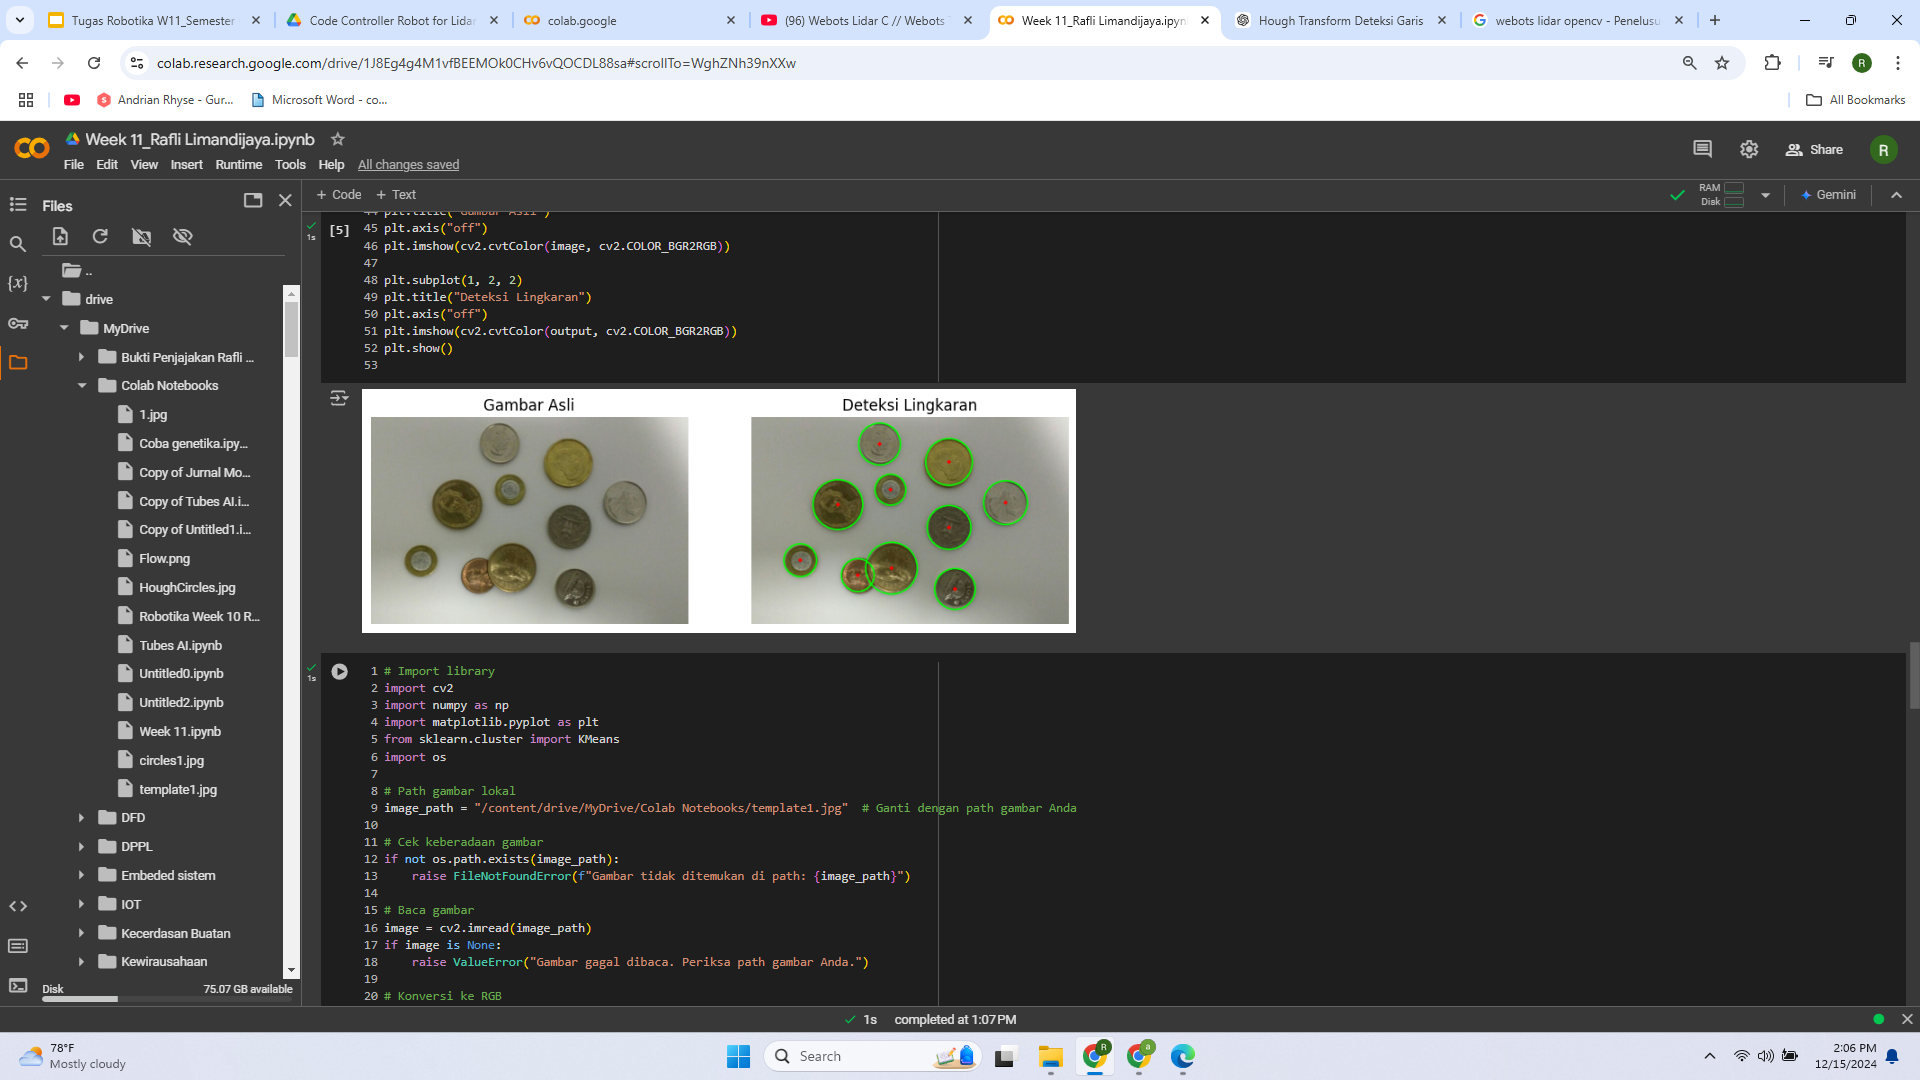 Tugas Robotika W11_Semester
Code Controller Robot for Lidar
colab.google
(96) Webots Lidar C // Webots
Week 11_Rafli Limandijaya.ipyn
Hough Transform Deteksi Garis
webots lidar opencv - Penelusu
colab.research.google.com/drive/1J8Eg4g4M1vfBEEMOk0CHv6vQOCDL88sa#scrollTo=WghZNh39nXXw
R
Andrian Rhyse - Gur...
Microsoft Word - co...
All Bookmarks
Week 11_Rafli Limandijaya.ipynb
File Edit View Insert Runtime Tools Help All changes saved
Share
R
Files
+ Code + Text
RAM
Disk
Gemini
..
drive
MyDrive
Bukti Penjajakan Rafli ...
Colab Notebooks
1.jpg
Coba genetika.ipy...
Copy of Jurnal Mo...
Copy of Tubes AI.i...
Copy of Untitled1.i...
Flow.png
HoughCircles.jpg
Robotika Week 10 R...
Tubes AI.ipynb
Untitled0.ipynb
Untitled2.ipynb
Week 11.ipynb
circles1.jpg
template1.jpg
DFD
DPPL
Embeded sistem
IOT
Kecerdasan Buatan
Kewirausahaan
Disk 75.07 GB available
1s
[5]
44 plt.title("Gambar Asli")
45 plt.axis("off")
46 plt.imshow(cv2.cvtColor(image, cv2.COLOR_BGR2RGB))
47
48 plt.subplot(1, 2, 2)
49 plt.title("Deteksi Lingkaran")
50 plt.axis("off")
51 plt.imshow(cv2.cvtColor(output, cv2.COLOR_BGR2RGB))
52 plt.show()
53
Gambar Asli
Deteksi Lingkaran
1s
1 # Import library
2 import cv2
3 import numpy as np
4 import matplotlib.pyplot as plt
5 from sklearn.cluster import KMeans
6 import os
7
8 # Path gambar lokal
9 image_path = "/content/drive/MyDrive/Colab Notebooks/template1.jpg"  # Ganti dengan path gambar Anda
10
11 # Cek keberadaan gambar
12 if not os.path.exists(image_path):
13     raise FileNotFoundError(f"Gambar tidak ditemukan di path: {image_path}")
14
15 # Baca gambar
16 image = cv2.imread(image_path)
17 if image is None:
18     raise ValueError("Gambar gagal dibaca. Periksa path gambar Anda.")
19
20 # Konversi ke RGB
1s completed at 1:07 PM
78°F
Mostly cloudy
Search
R
a
2:06 PM
12/15/2024